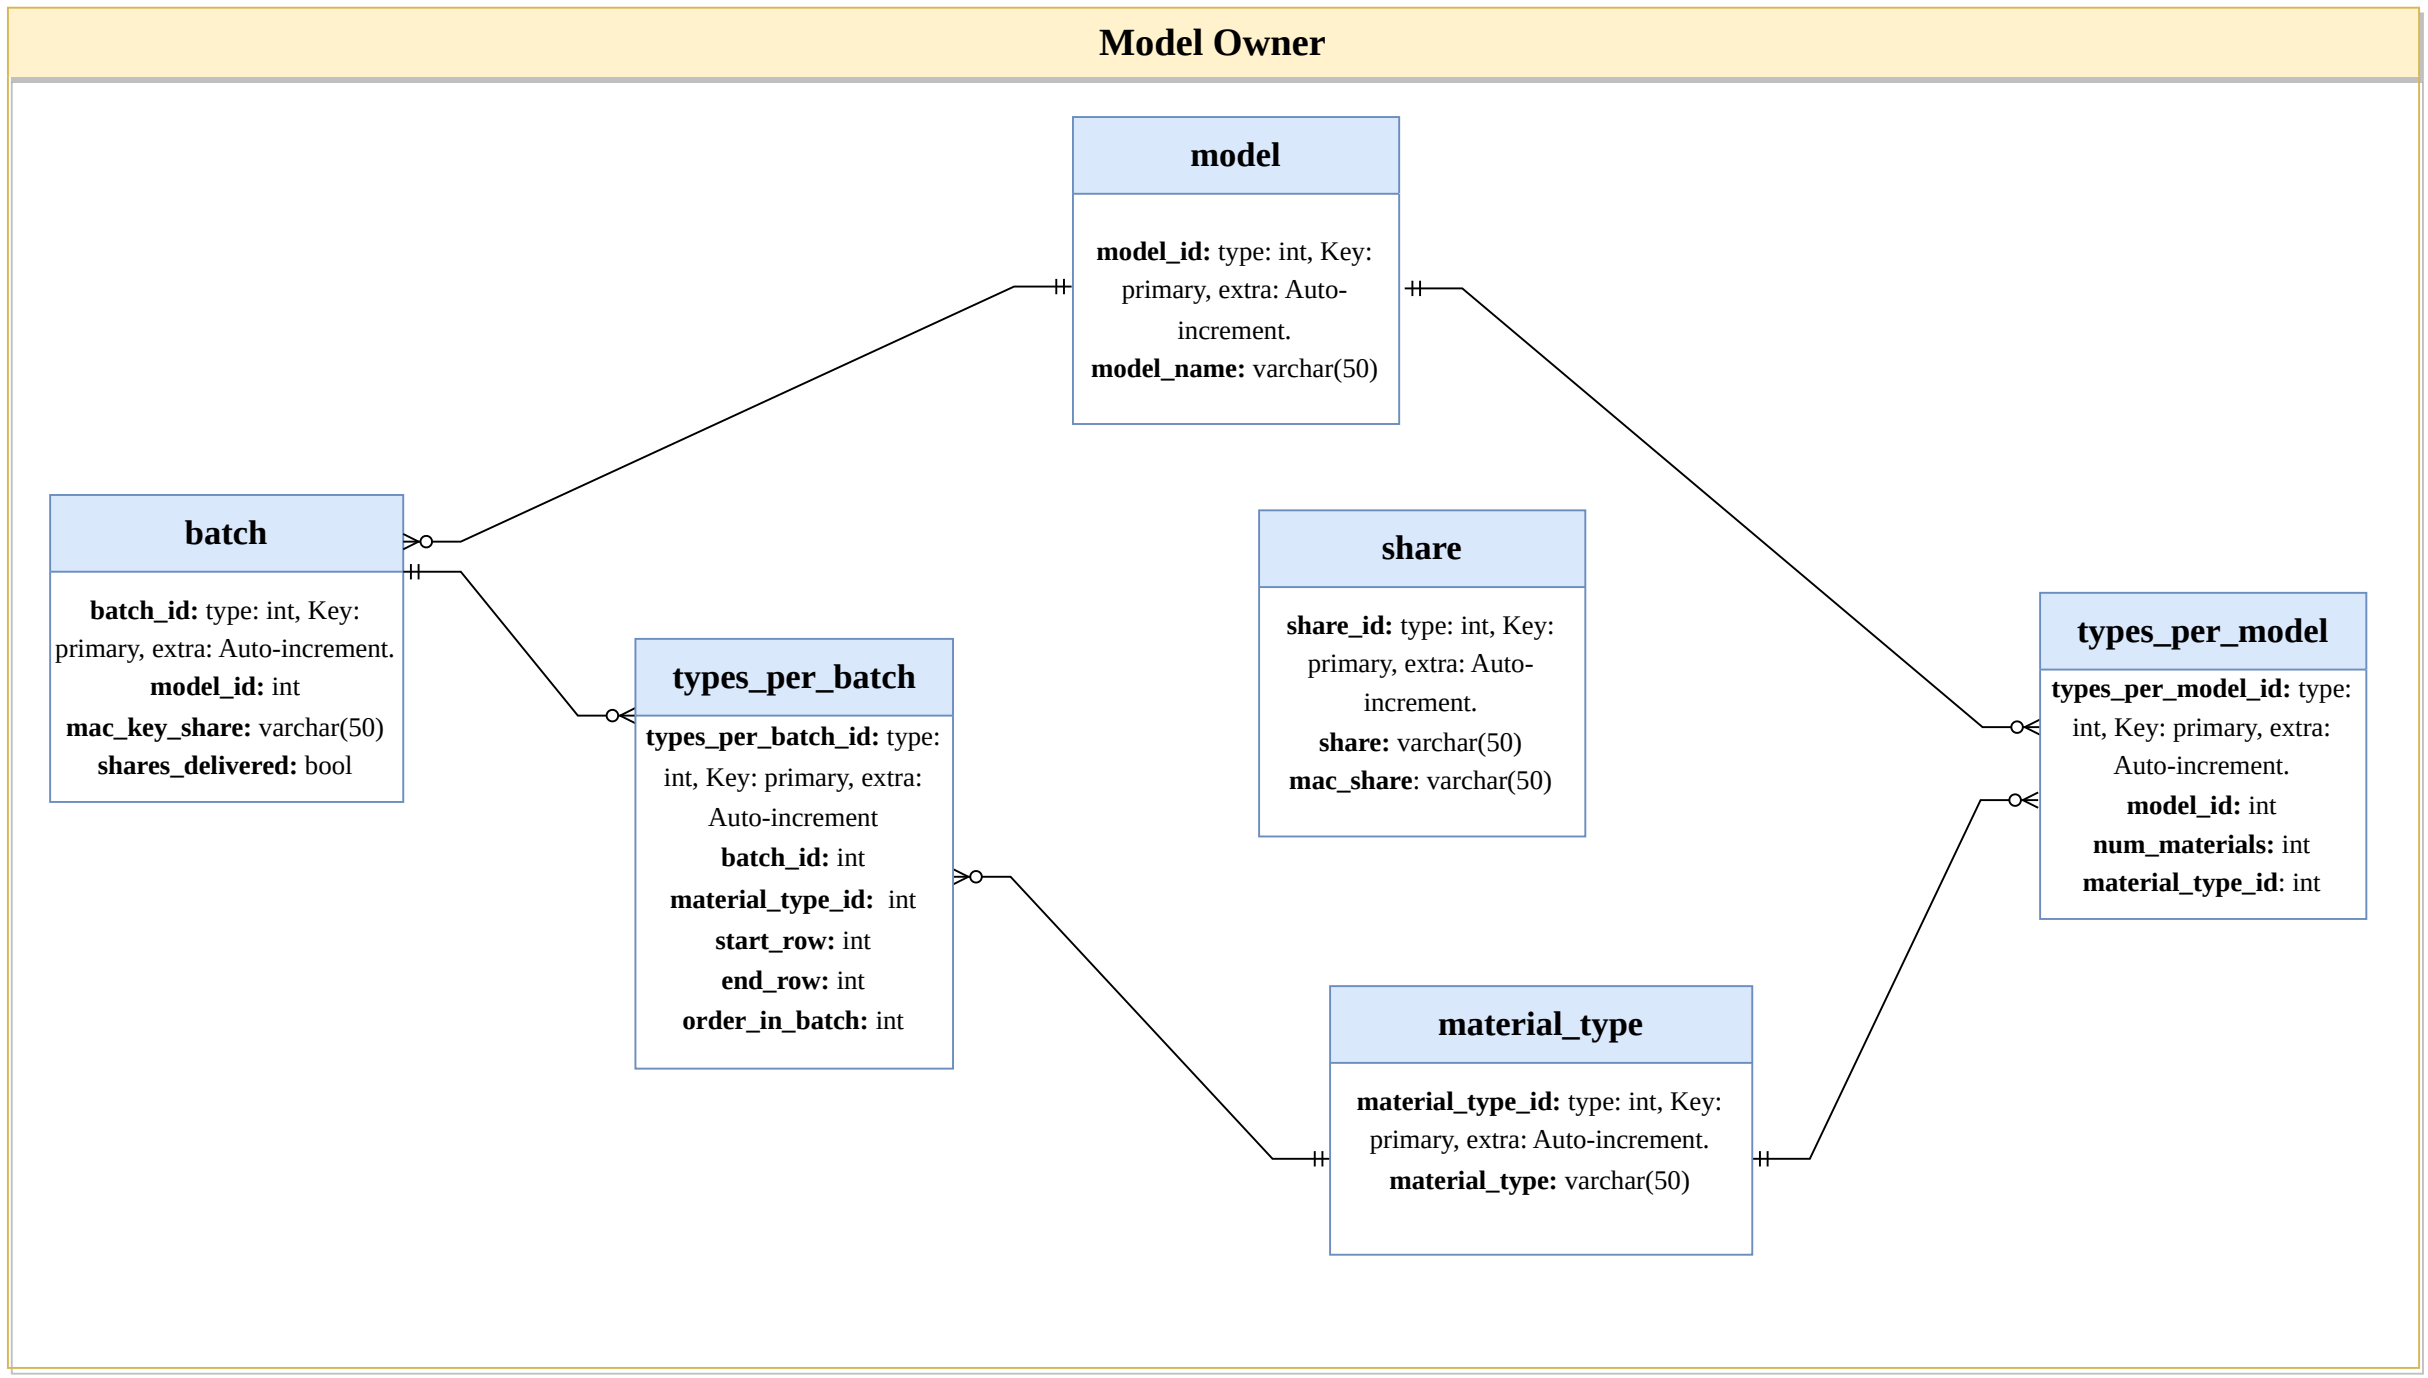 Model Owner
model
model_id: type: int, Key:
primary, extra: Auto-
increment.
model_name: varchar(50)
batch
batch_id: type: int, Key:
primary, extra: Auto-increment.
model_id: int
mac_key_share: varchar(50)
shares_delivered: bool
types_per_batch
types_per_batch_id: type:
int, Key: primary, extra:
Auto-increment
batch_id: int
material_type_id:  int
start_row: int
end_row: int
order_in_batch: int
share
share_id: type: int, Key:
primary, extra: Auto-
increment.
share: varchar(50)
mac_share: varchar(50)
types_per_model
types_per_model_id: type:
int, Key: primary, extra:
Auto-increment.
model_id: int
num_materials: int
material_type_id: int
material_type
material_type_id: type: int, Key:
primary, extra: Auto-increment.
material_type: varchar(50)